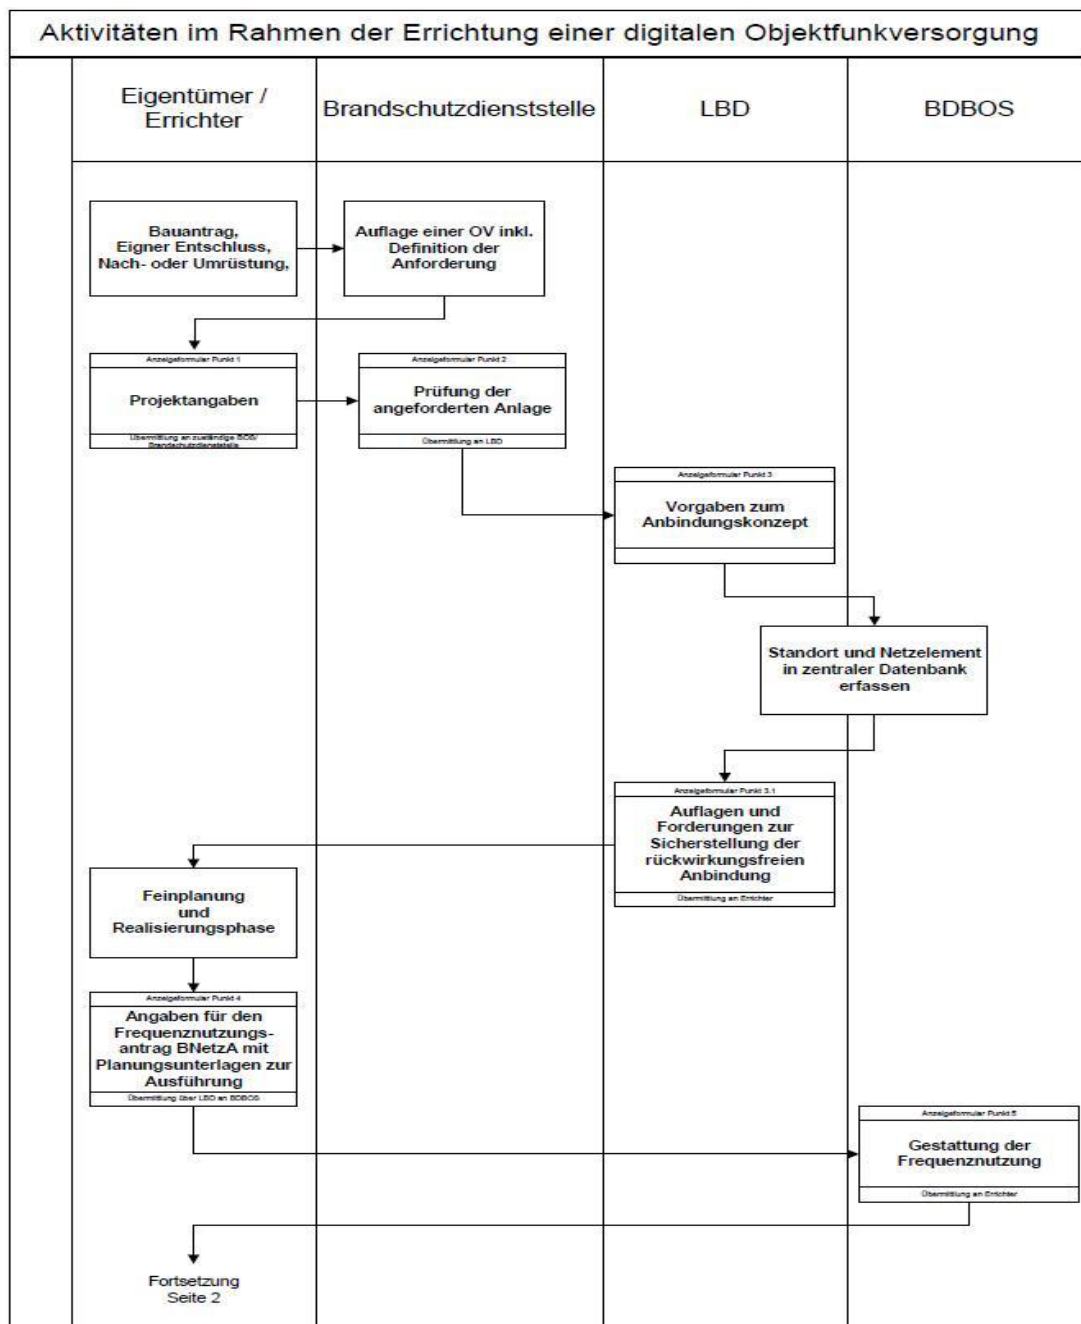 Aktivitäten im Rahmen der Errichtung einer digitalen Objektfunkversorgung
Eigentümer /
Errichter
Brandschutzdienststelle
LBD
BDBOS
Bauantrag,
Eigner Entschluss,
Nach- oder Umrüstung,
Auflage einer OV inkl.
Definition der
Anforderung
Anzeigeformular Punkt 1
Projektangaben
Übermittlung an zuständige BOS/
Brandschutzdienststelle
Anzeigeformular Punkt 2
Prüfung der
angeforderten Anlage
Übermittlung an LBD
Anzeigeformular Punkt 3
Vorgaben zum
Anbindungskonzept
Standort und Netzelement
in zentraler Datenbank
erfassen
Anzeigeformular Punkt 3.1
Auflagen und
Forderungen zur
Sicherstellung der
rückwirkungsfreien
Anbindung
Übermittlung an Errichter
Feinplanung
und
Realisierungsphase
Anzeigeformular Punkt 4
Angaben für den
Frequenznutzungs-
antrag BNetzA mit
Planungsunterlagen zur
Ausführung
Übermittlung über LBD an BDBOS
Anzeigeformular Punkt 5
Gestattung der
Frequenznutzung
Übermittlung an Errichter
Fortsetzung
Seite 2